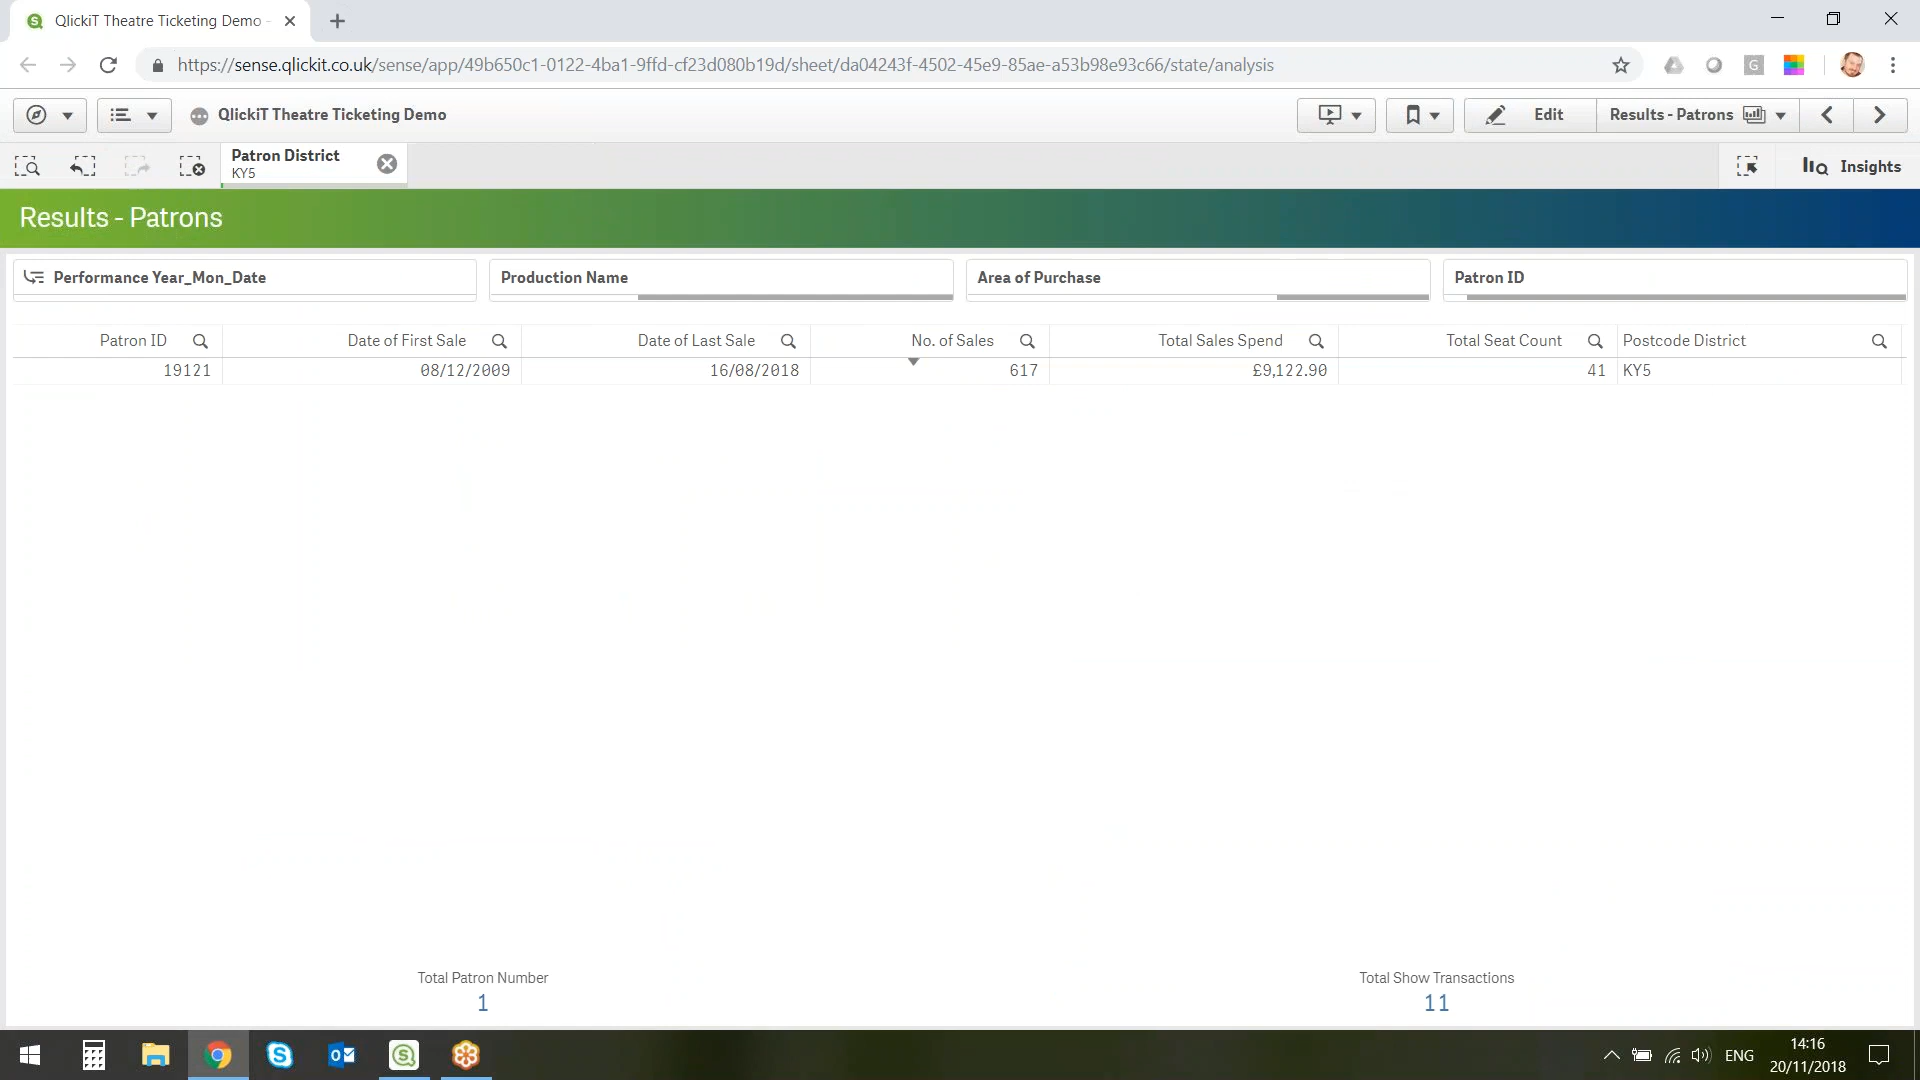 QlickiT Theatre Ticketing Demo -
https://sense.qlickit.co.uk/sense/app/49b650c1-0122-4ba1-9ffd-cf23d080b19d/sheet/da04243f-4502-45e9-85ae-a53b98e93c66/state/analysis
G
QlickiT Theatre Ticketing Demo
Edit
Results - Patrons
Patron District
KY5
Insights
Results - Patrons
Performance Year_Mon_Date
Production Name
Area of Purchase
Patron ID
Patron ID Date of First Sale Date of Last Sale No. of Sales Total Sales Spend Total Seat Count Postcode District
19121 08/12/2009 16/08/2018 617 £9,122.90 41 KY5
Total Patron Number
1
Total Show Transactions
11
ENG
14:16
20/11/2018